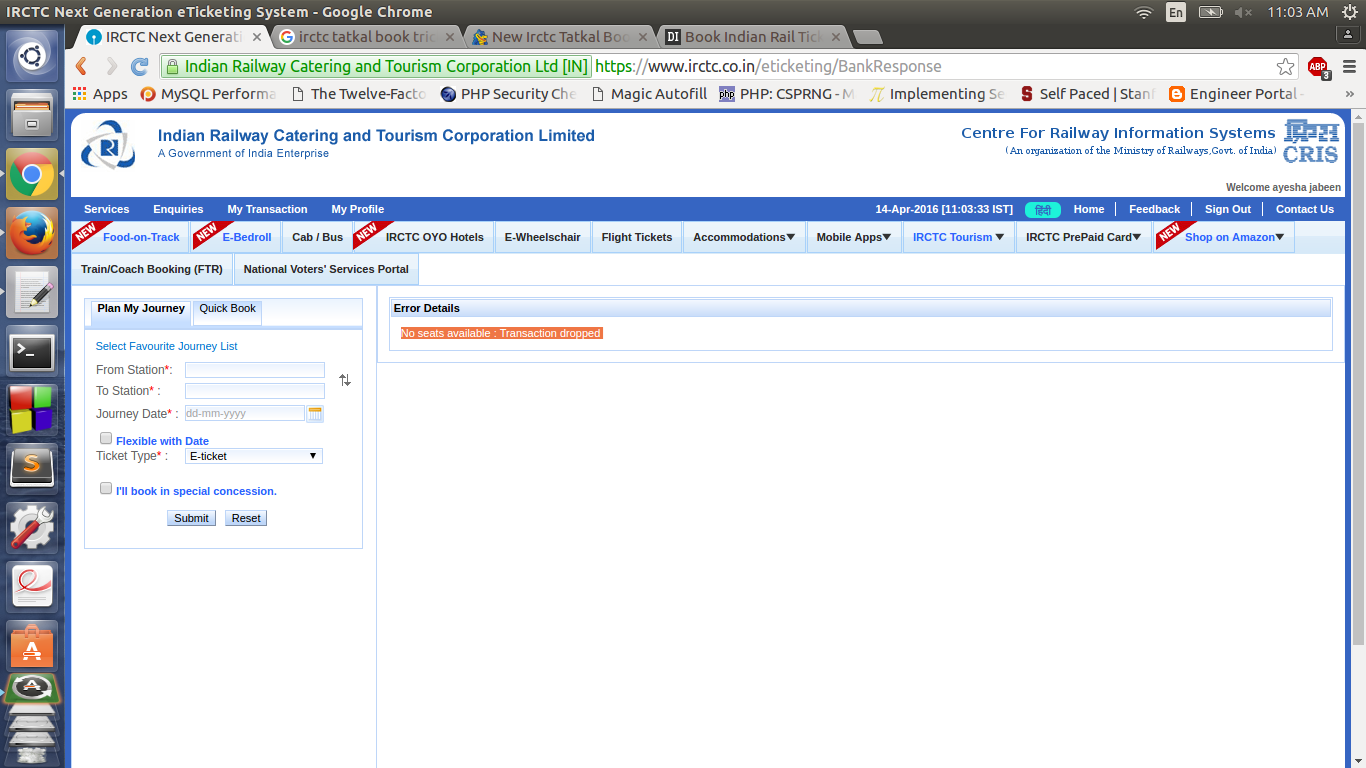 IRCTC Next Generation eTicketing System - Google Chrome
En
11:03 AM
IRCTC Next Generati
irctc tatkal book tric
New Irctc Tatkal Boo
DI Book Indian Rail Tick
Indian Railway Catering and Tourism Corporation Ltd [IN] https://www.irctc.co.in/eticketing/BankResponse
ABP
3
Apps
MySQL Performa
The Twelve-Facto
PHP Security Che
Magic Autofill
php PHP: CSPRNG - M
Implementing Se
S Self Paced | Stanf
Engineer Portal -
»
Indian Railway Catering and Tourism Corporation Limited
A Government of India Enterprise
Centre For Railway Information Systems
(An organization of the Ministry of Railways,Govt. of India)
क्रिस
CRIS
Welcome ayesha jabeen
Services
Enquiries
My Transaction
My Profile
14-Apr-2016 [11:03:33 IST]
हिंदी
Home
Feedback
Sign Out
Contact Us
NEW Food-on-Track
NEW E-Bedroll
Cab / Bus
NEW IRCTC OYO Hotels
E-Wheelschair
Flight Tickets
Accommodations
Mobile Apps
IRCTC Tourism
IRCTC PrePaid Card
NEW Shop on Amazon
Train/Coach Booking (FTR)
National Voters' Services Portal
Plan My Journey
Quick Book
Select Favourite Journey List
From Station*:
To Station* :
Journey Date* : dd-mm-yyyy
Flexible with Date
Ticket Type* : E-ticket
I'll book in special concession.
Submit
Reset
Error Details
No seats available : Transaction dropped